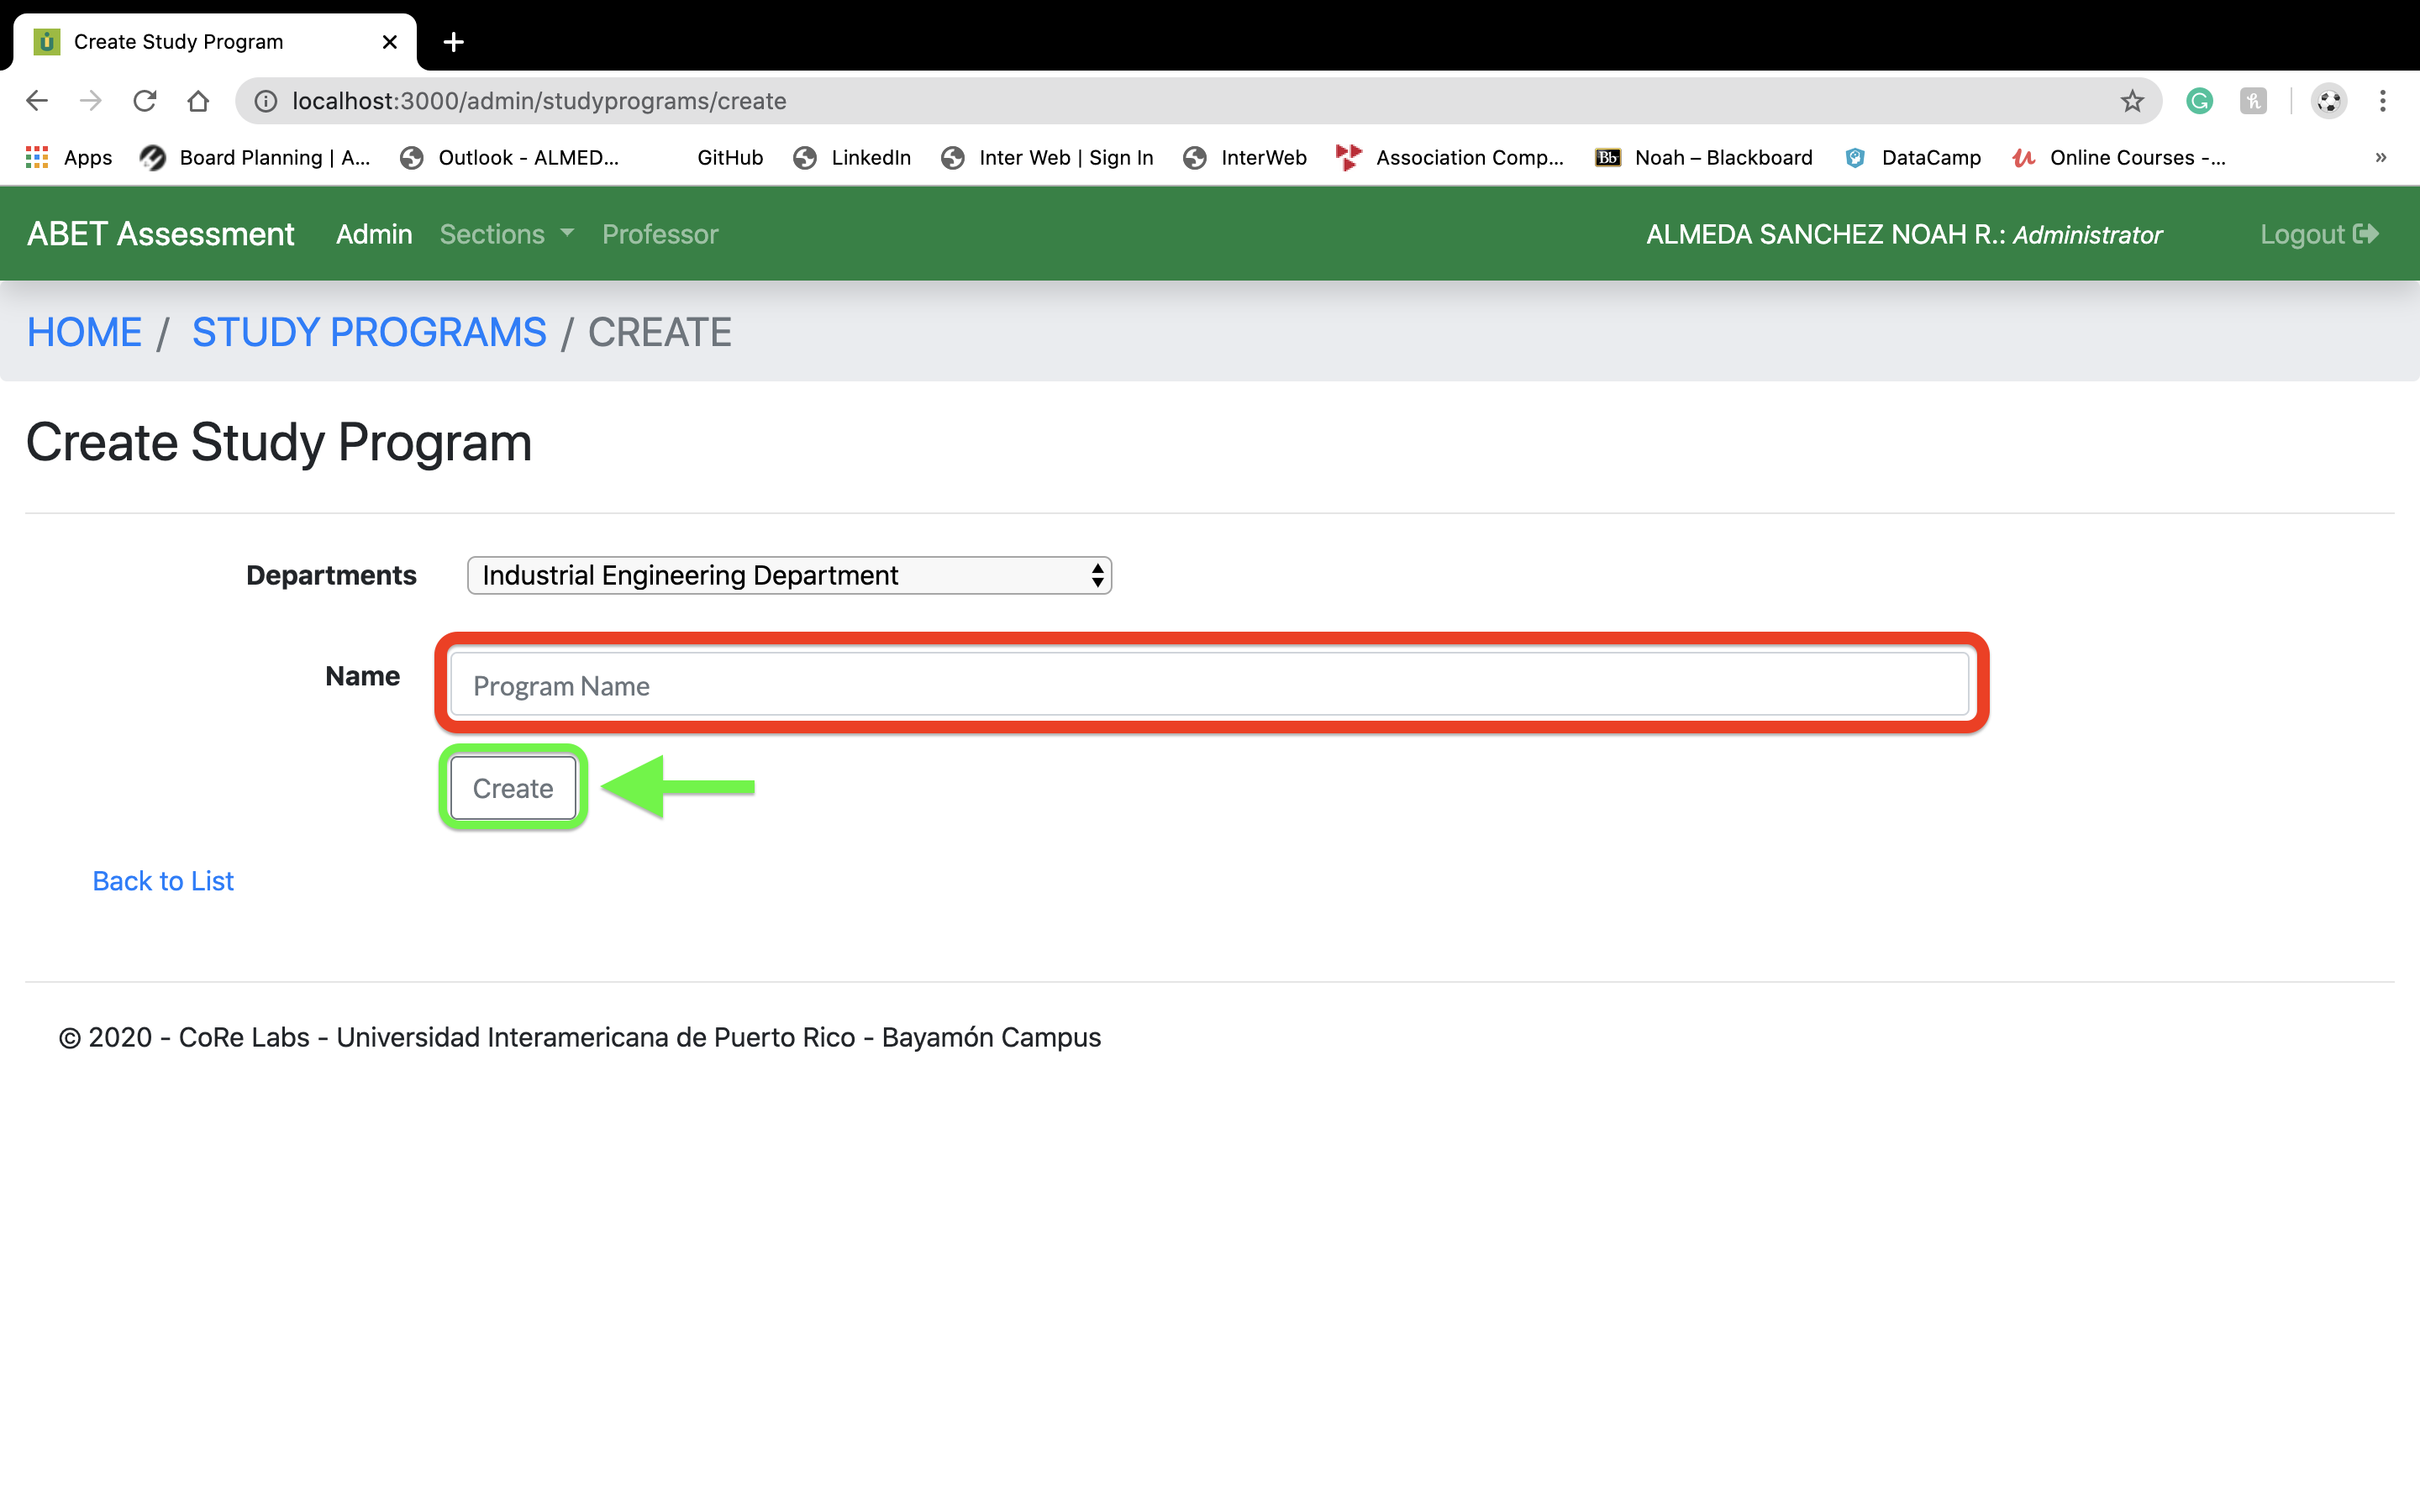 Create Study Program
localhost:3000/admin/studyprograms/create
Apps Board Planning | A... Outlook - ALMED... GitHub LinkedIn Inter Web | Sign In InterWeb Association Comp... Bb Noah – Blackboard DataCamp Online Courses -... »
ABET Assessment Admin Sections Professor ALMEDA SANCHEZ NOAH R.: Administrator Logout
HOME / STUDY PROGRAMS / CREATE
Create Study Program
Departments Industrial Engineering Department
Name Program Name
Create
Back to List
© 2020 - CoRe Labs - Universidad Interamericana de Puerto Rico - Bayamón Campus